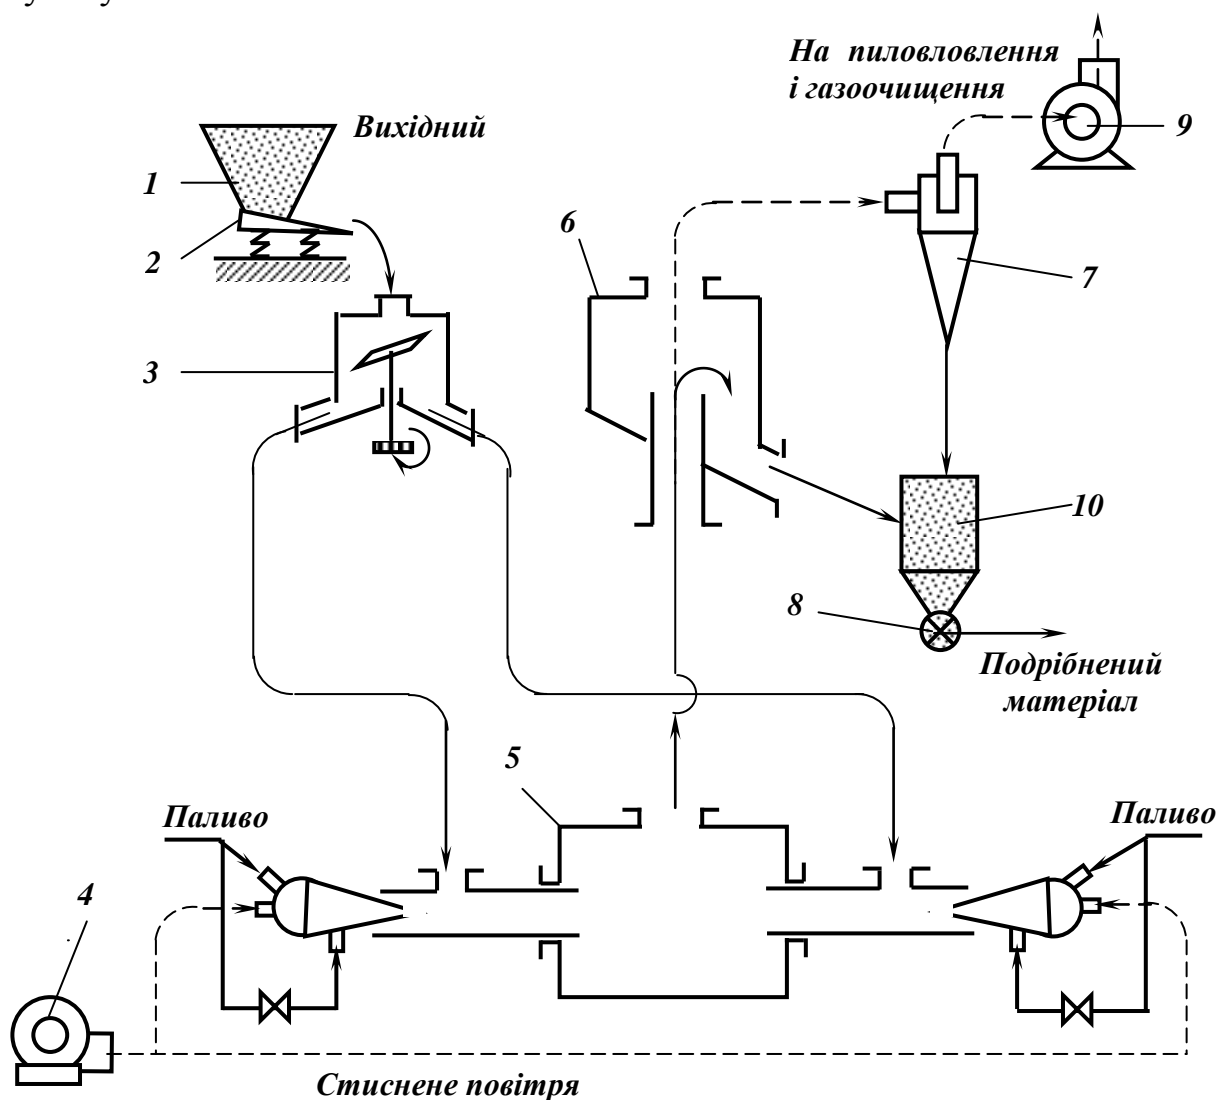 На пиловловлення
і газоочищення
9
Вихідний
1
6
2
7
3
10
8
Подрібнений
матеріал
5
Паливо
Паливо
4
Стиснене повітря